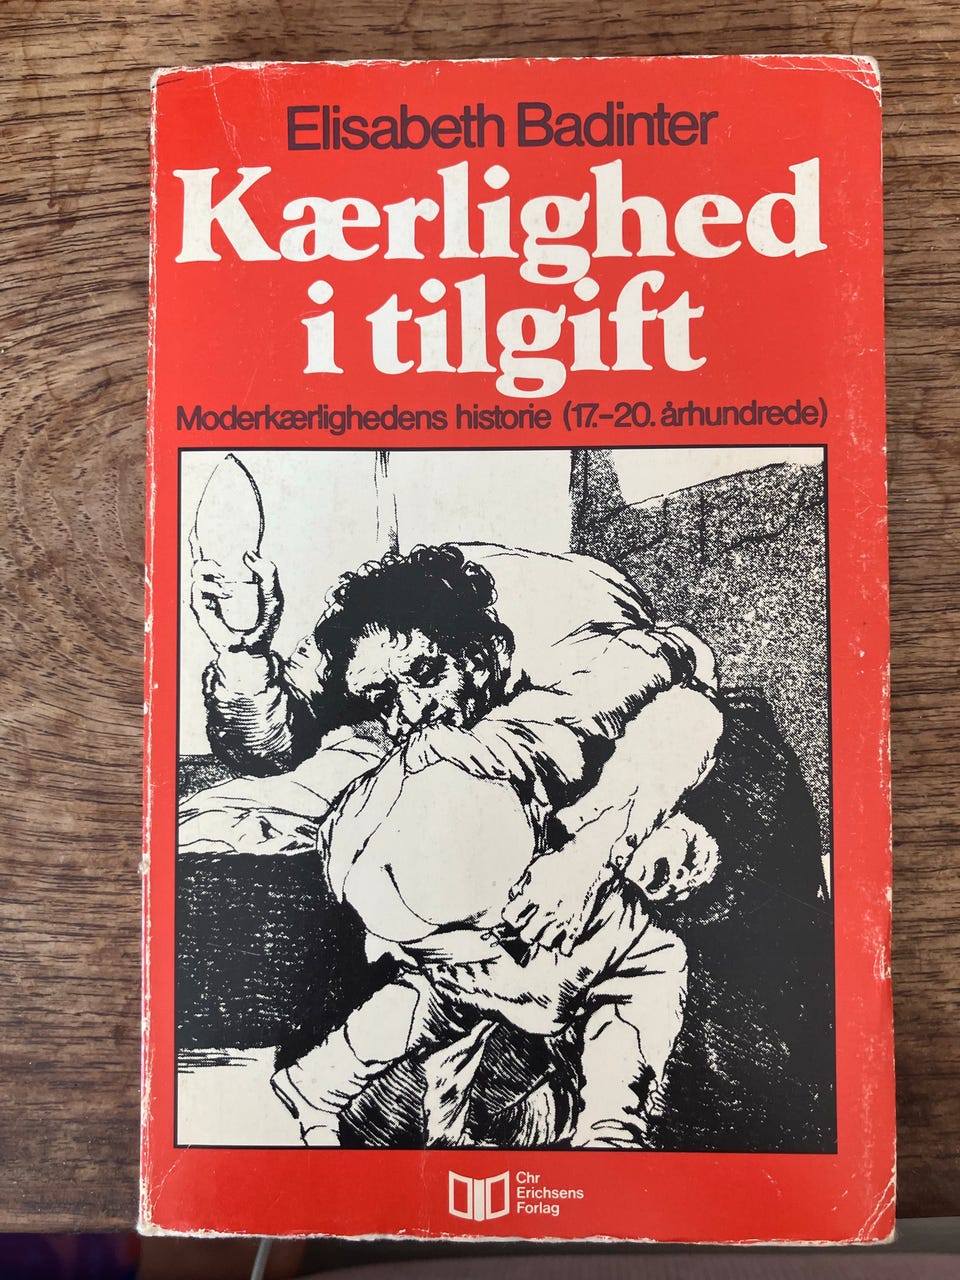 Elisabeth Badinter
Kærlighed
i tilgift
Moderkærlighedens historie (17.-20. århundrede)
Chr
Erichsens
Forlag